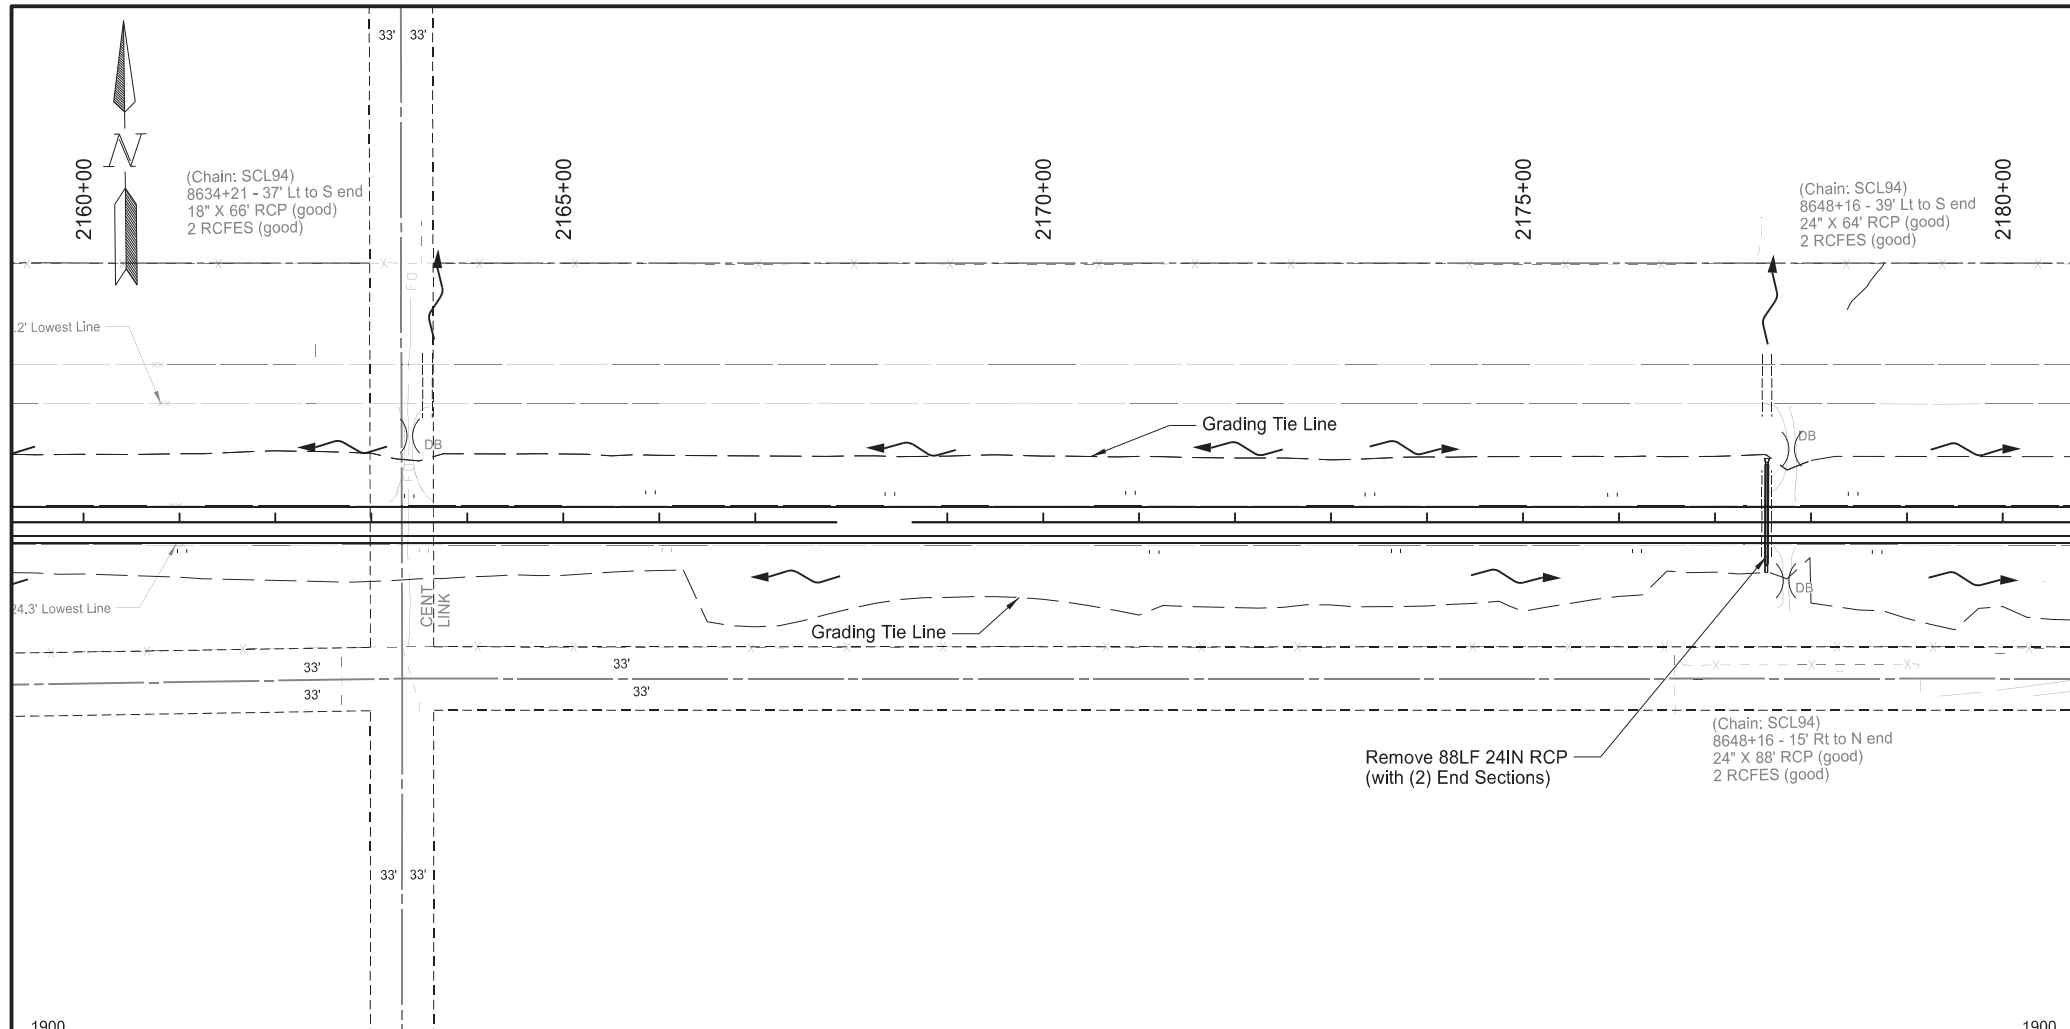 33' 33'
N
2160+00
2165+00
2170+00
2175+00
2180+00
(Chain: SCL94)
8634+21 - 37' Lt to S end
18" X 66' RCP (good)
2 RCFES (good)
(Chain: SCL94)
8648+16 - 39' Lt to S end
24" X 64' RCP (good)
2 RCFES (good)
FO
.2' Lowest Line
Grading Tie Line
DB
DB
FO
24.3' Lowest Line
CENT
LINK
DB
Grading Tie Line
33'
33'
33'
33'
(Chain: SCL94)
8648+16 - 15' Rt to N end
24" X 88' RCP (good)
2 RCFES (good)
Remove 88LF 24IN RCP
(with (2) End Sections)
33' 33'
1900
1900